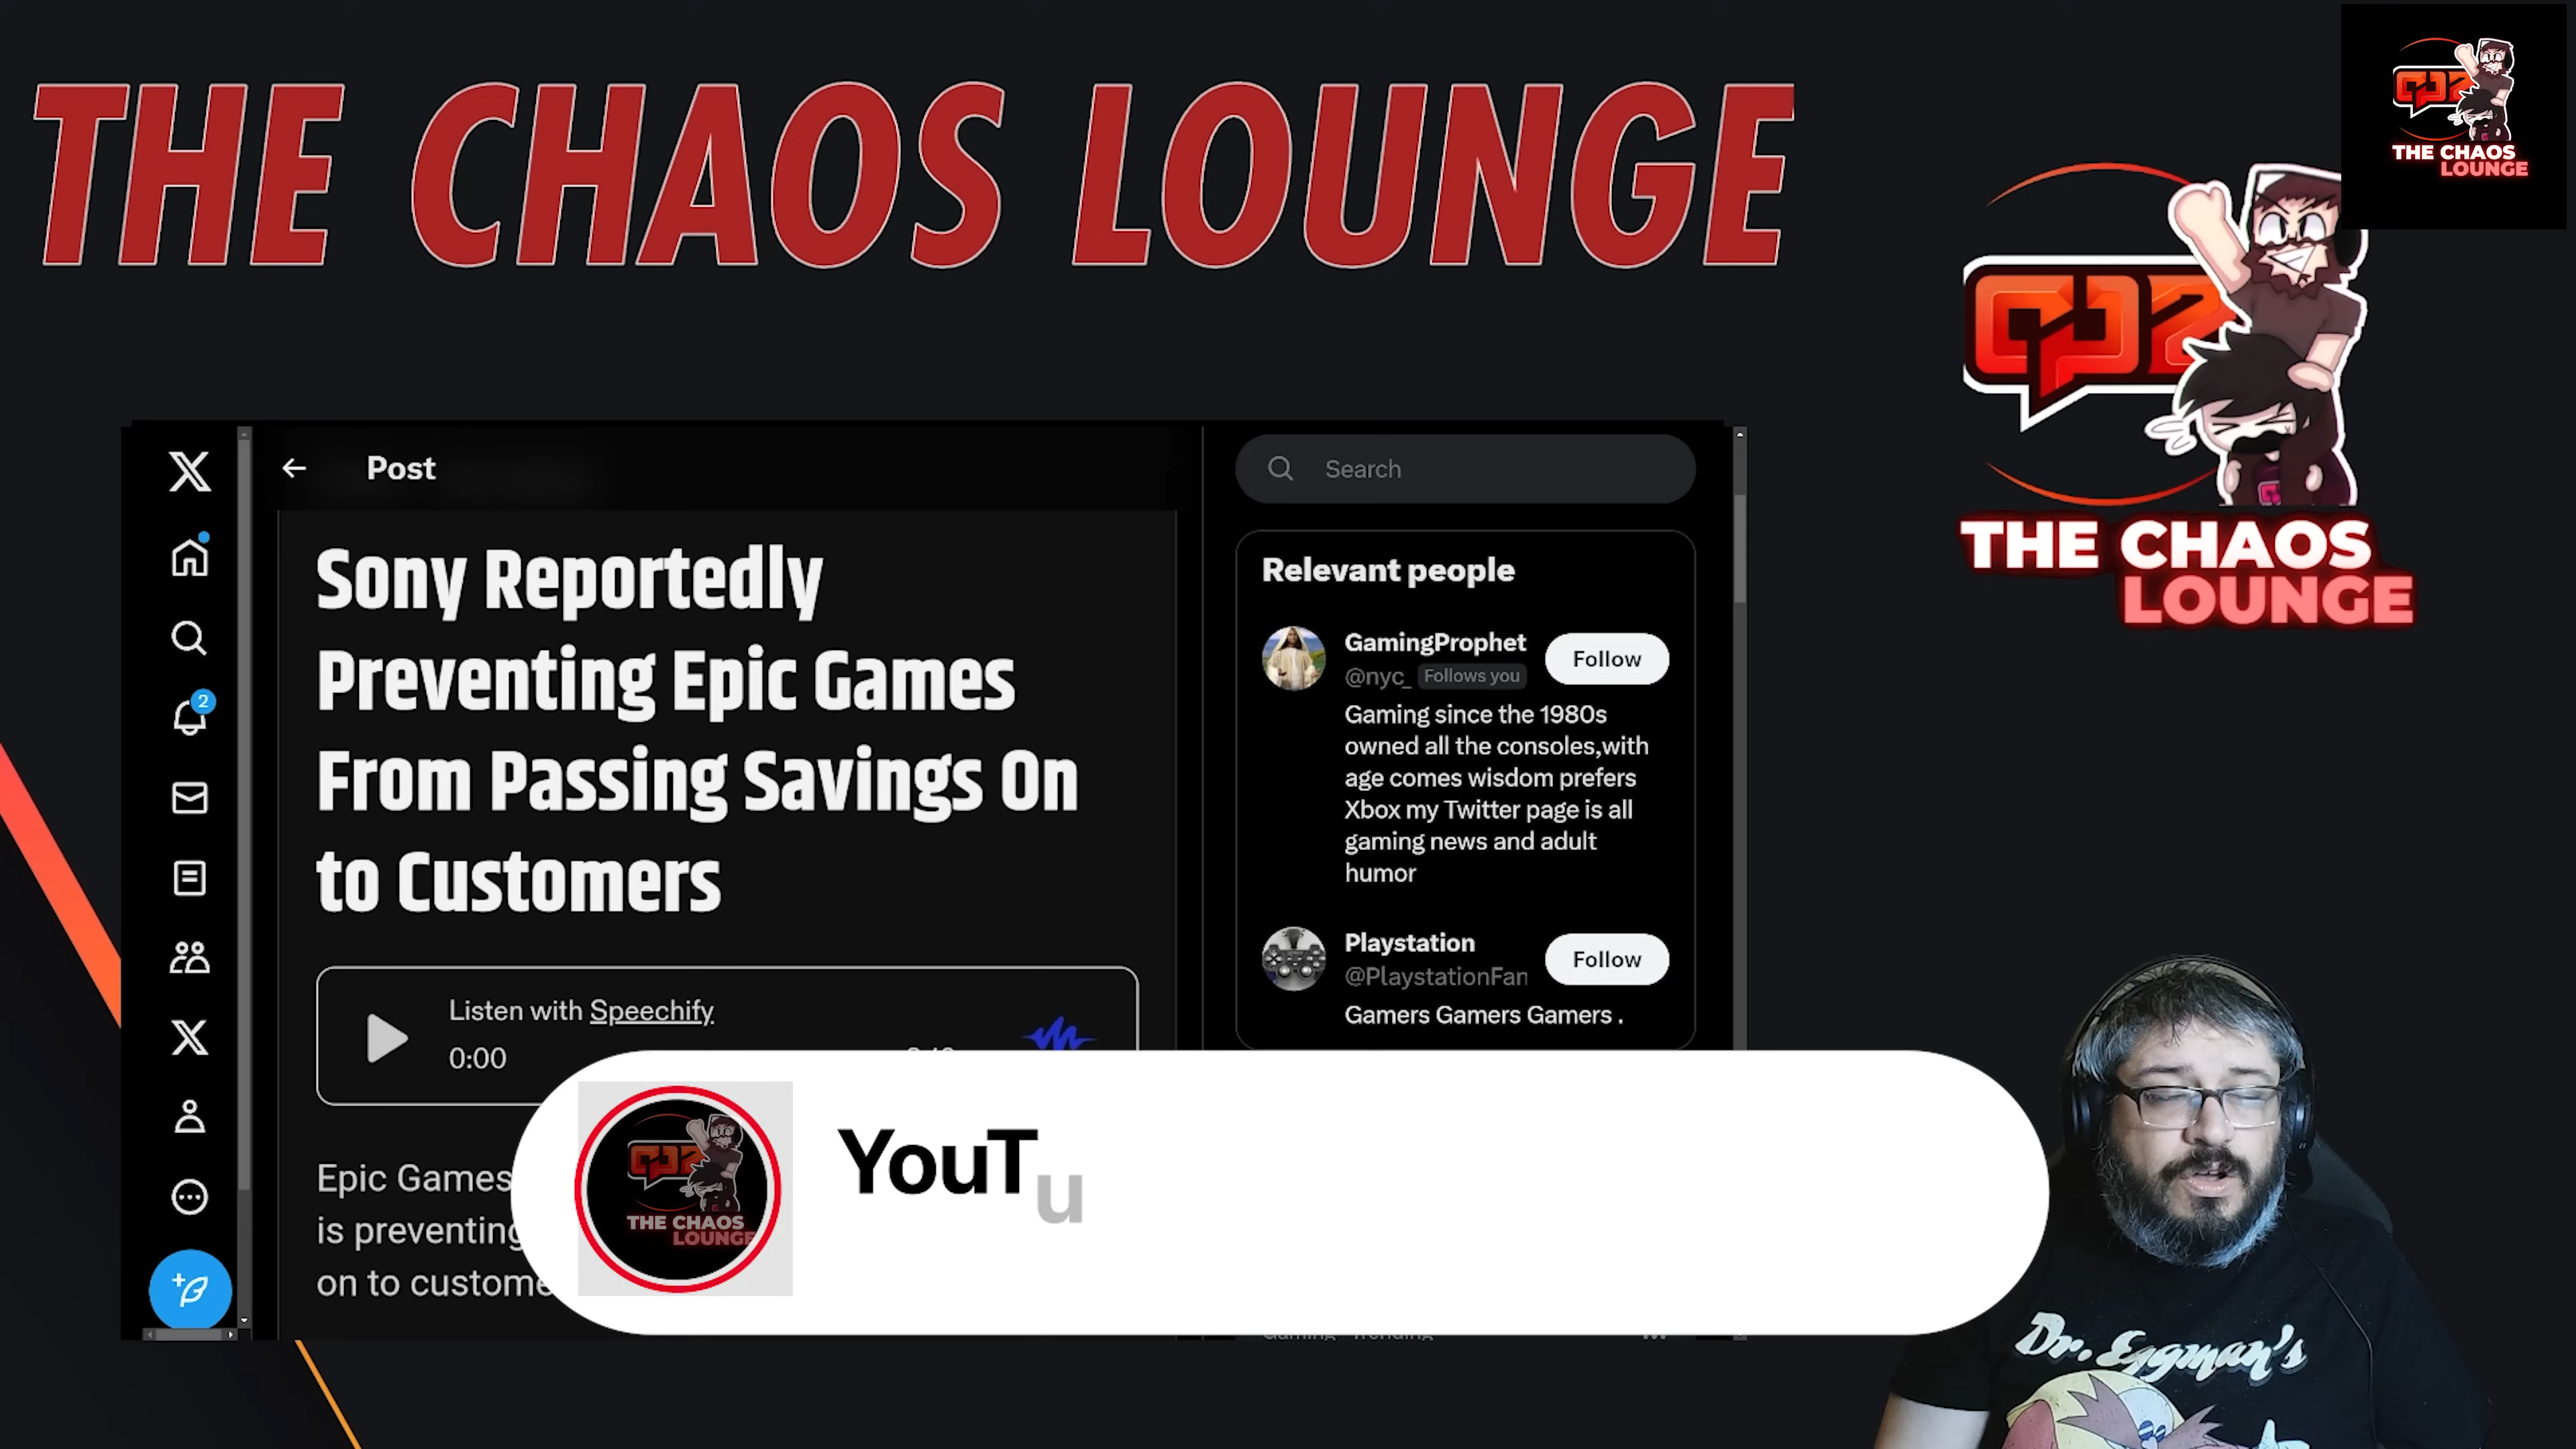 THE CHAOS LOUNGE
THE CHAOS
LOUNGE
THE CHAOS
LOUNGE
Post
Sony Reportedly
Preventing Epic Games
From Passing Savings On
to Customers
Listen with Speechify
0:00
Epic Games
is preventing
on to custome
2
Search
Relevant people
GamingProphet
@nyc_ Follows you
Follow
Gaming since the 1980s
owned all the consoles,with
age comes wisdom prefers
Xbox my Twitter page is all
gaming news and adult
humor
Playstation
@PlaystationFan
Follow
Gamers Gamers Gamers .
THE CHAOS
LOUNGE
YouTu
Dr. Eggman's